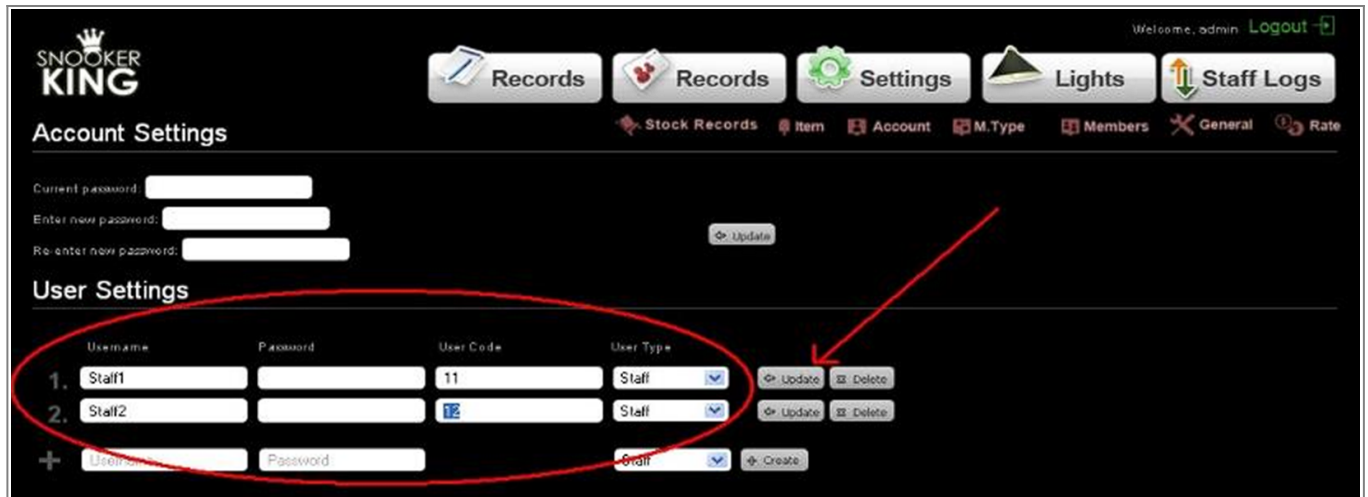 Welcome, admin Logout
SNOOKER
KING
Records Records Settings Lights Staff Logs
Account Settings
Stock Records Item Account M.Type Members General Rate
Current password:
Enter new password:
Re-enter new password:
Update
User Settings
Username Password User Code User Type
1. Staff1 11 Staff Update Delete
2. Staff2 12 Staff Update Delete
+ Username Password Staff Create